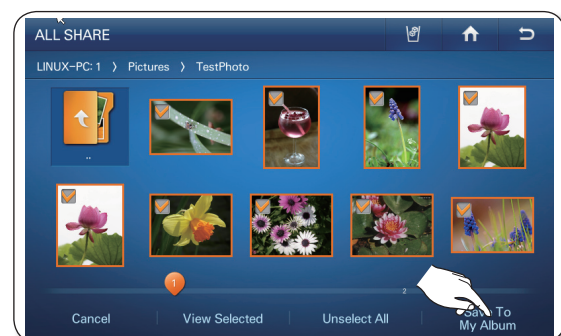 ALL SHARE
LINUX-PC: 1 > Pictures > TestPhoto
..
1
2
Cancel
View Selected
Unselect All
Save To
My Album